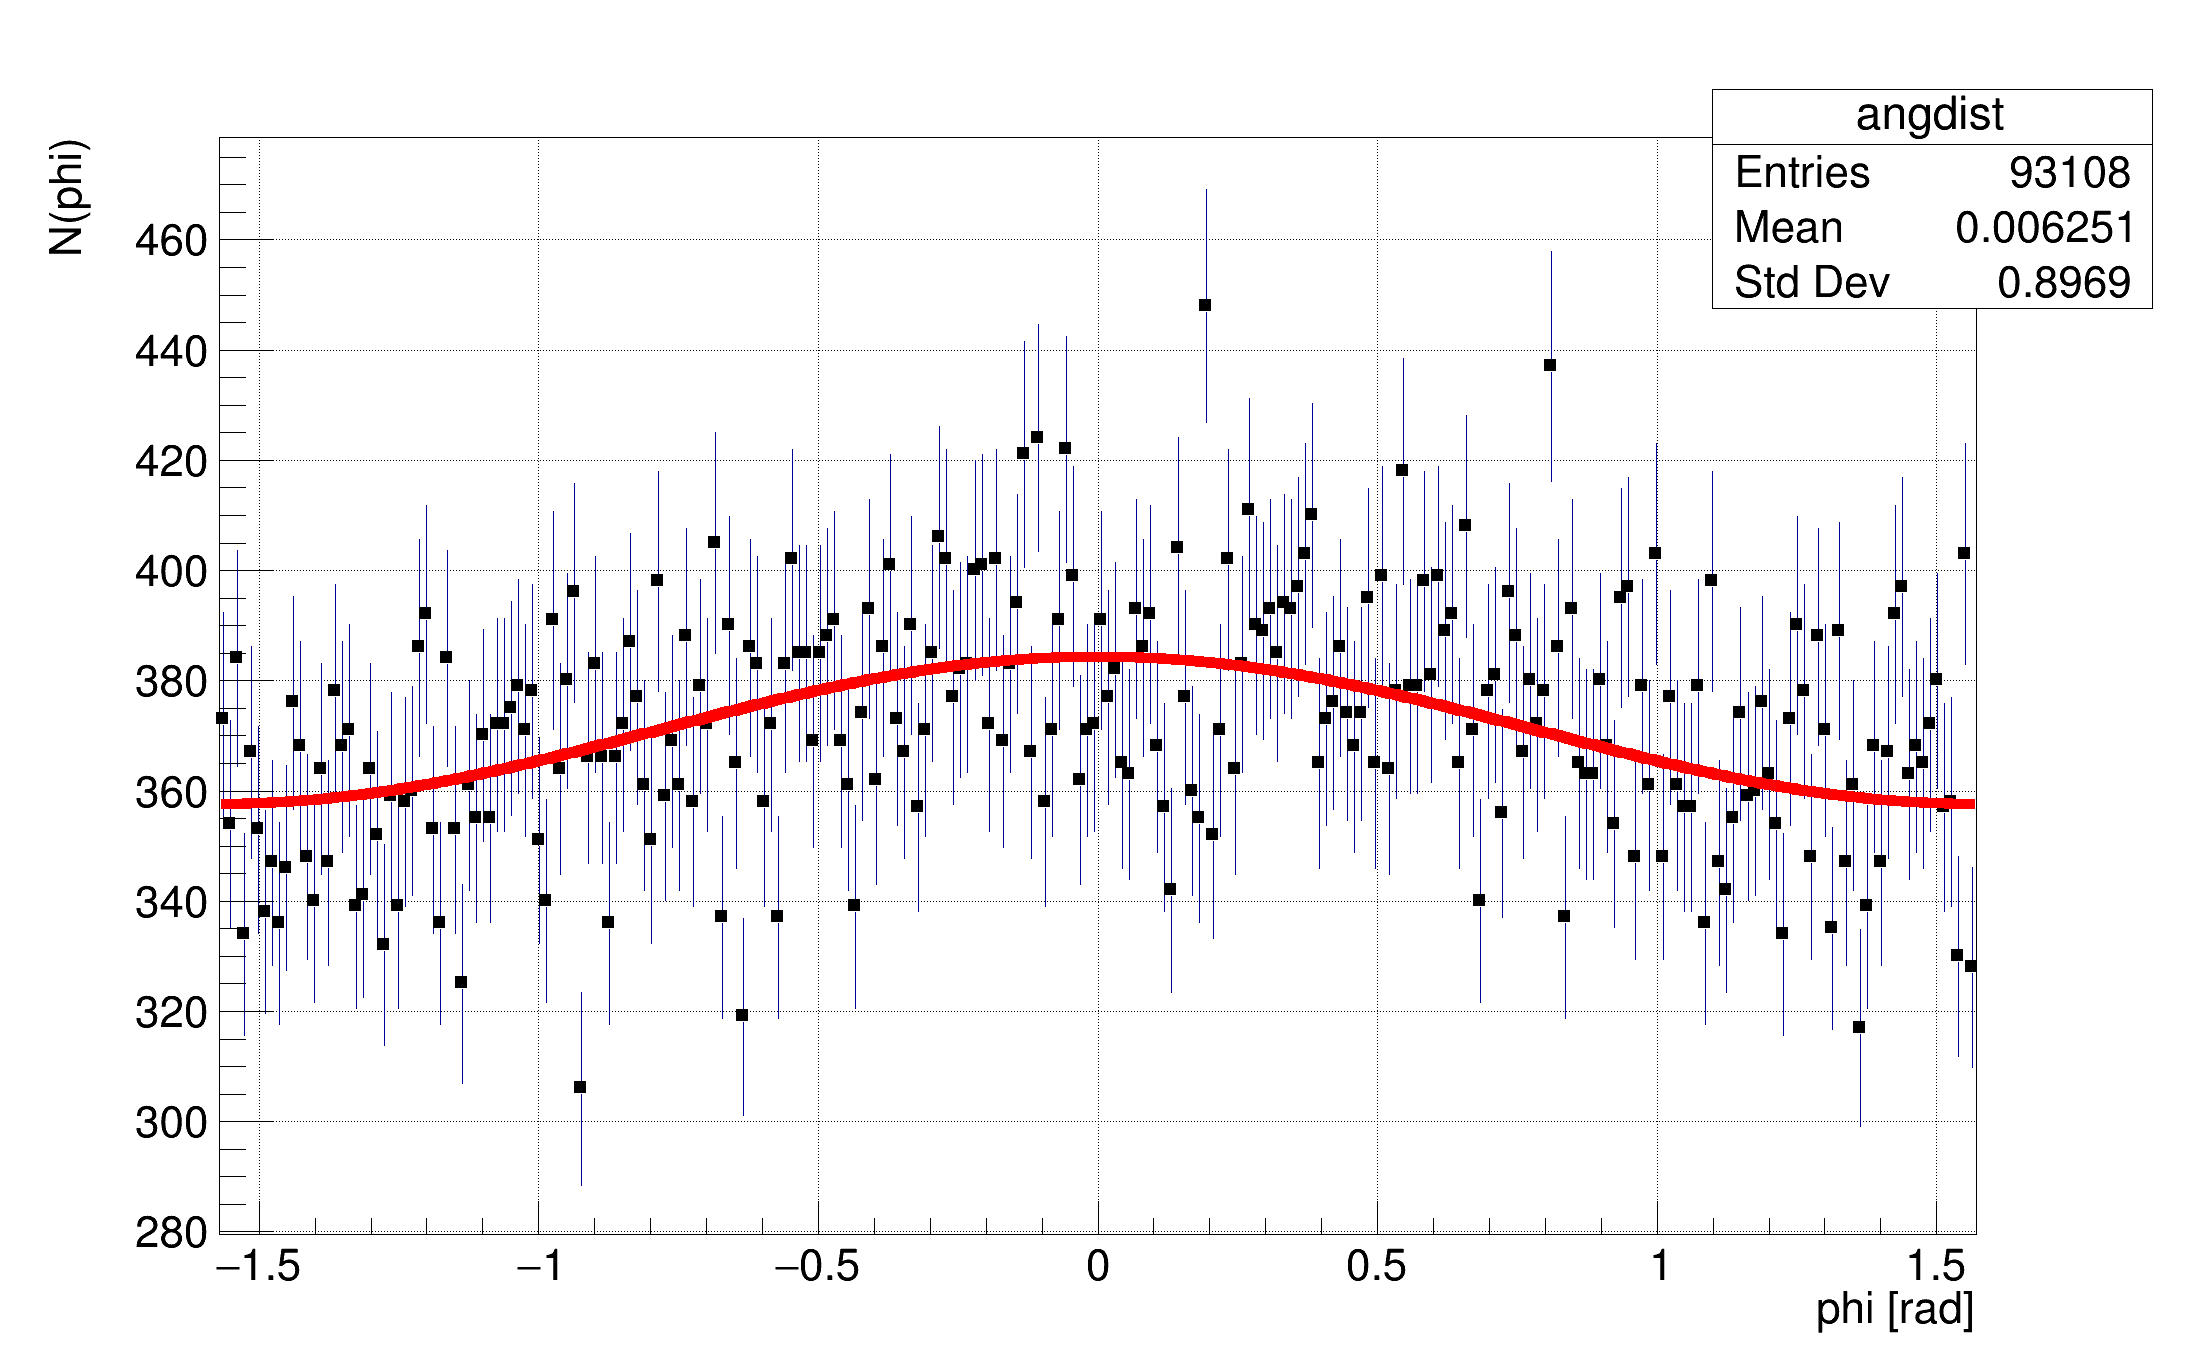 angdist
Entries 93108
Mean 0.006251
Std Dev 0.8969
N(phi)
460
440
420
400
380
360
340
320
300
280
−1.5 −1 −0.5 0 0.5 1 1.5
phi [rad]